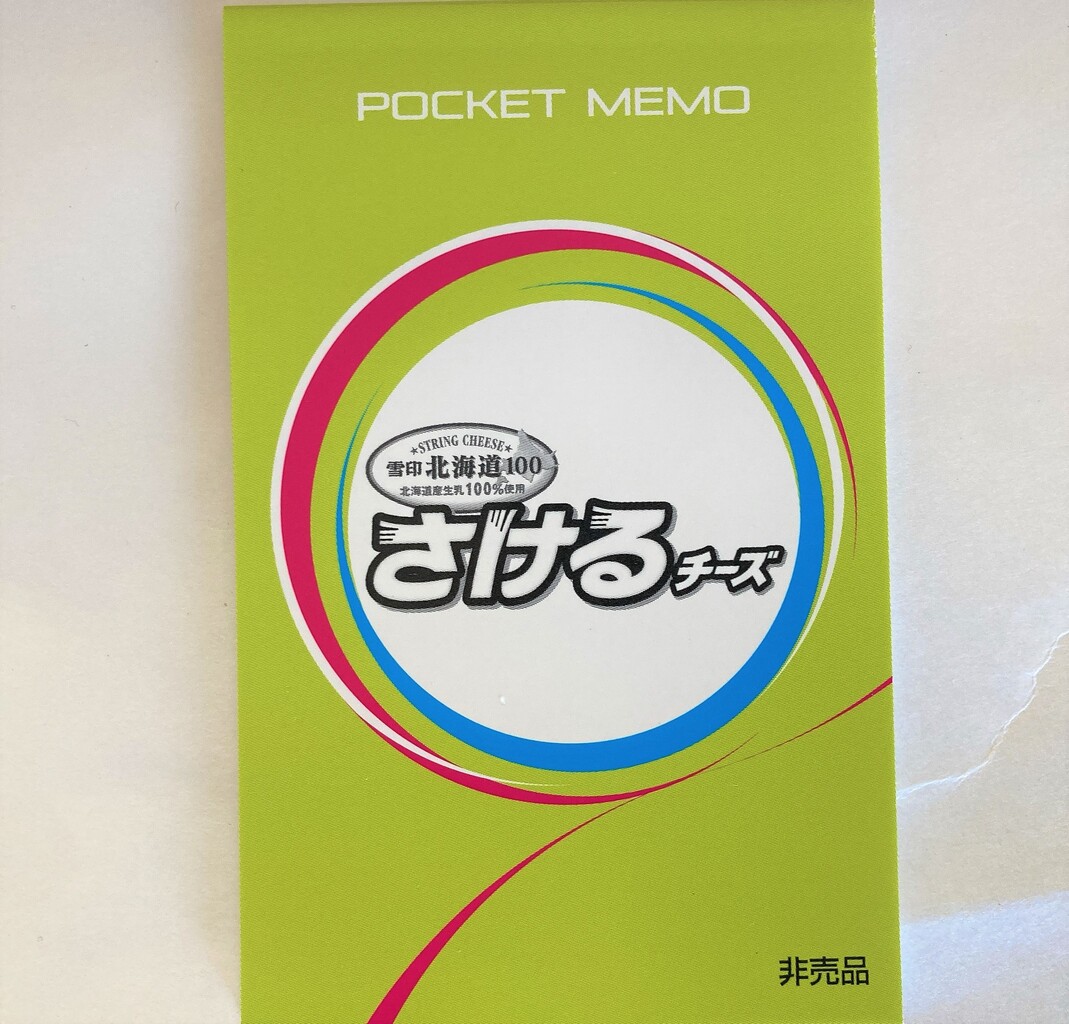 POCKET MEMO
★STRING CHEESE★
雪印 北海道100
北海道産生乳100%使用
さけるチーズ
非売品